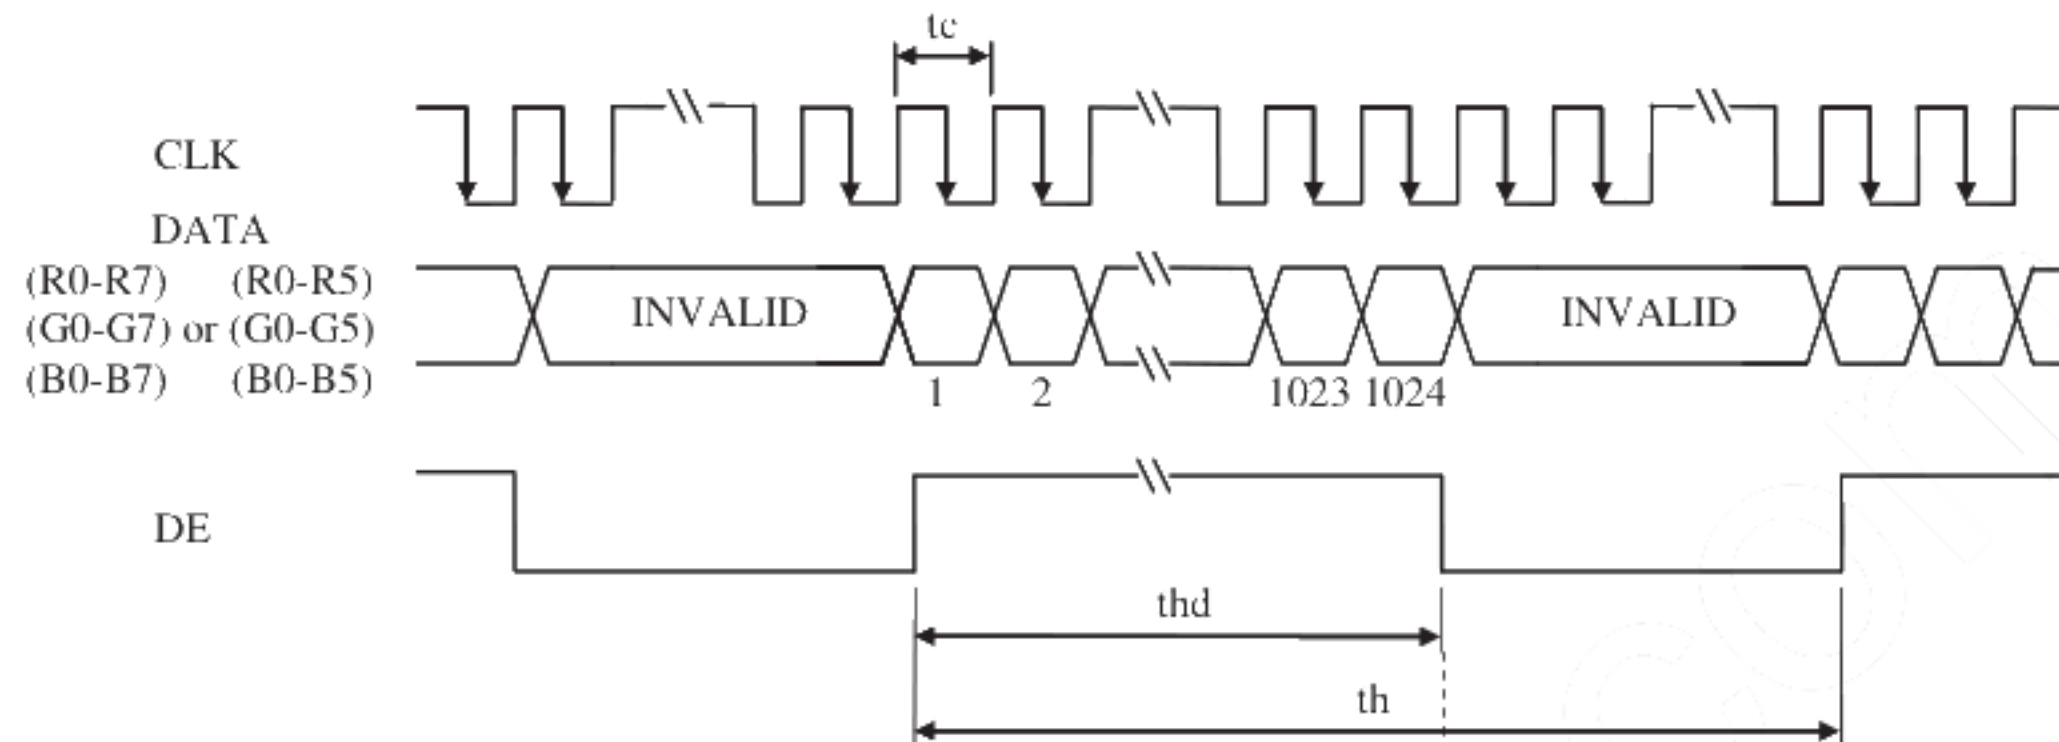 tc
CLK
DATA
(R0-R7) (R0-R5)
(G0-G7) or (G0-G5)
(B0-B7) (B0-B5)
INVALID INVALID
1 2 1023 1024
DE
thd
th